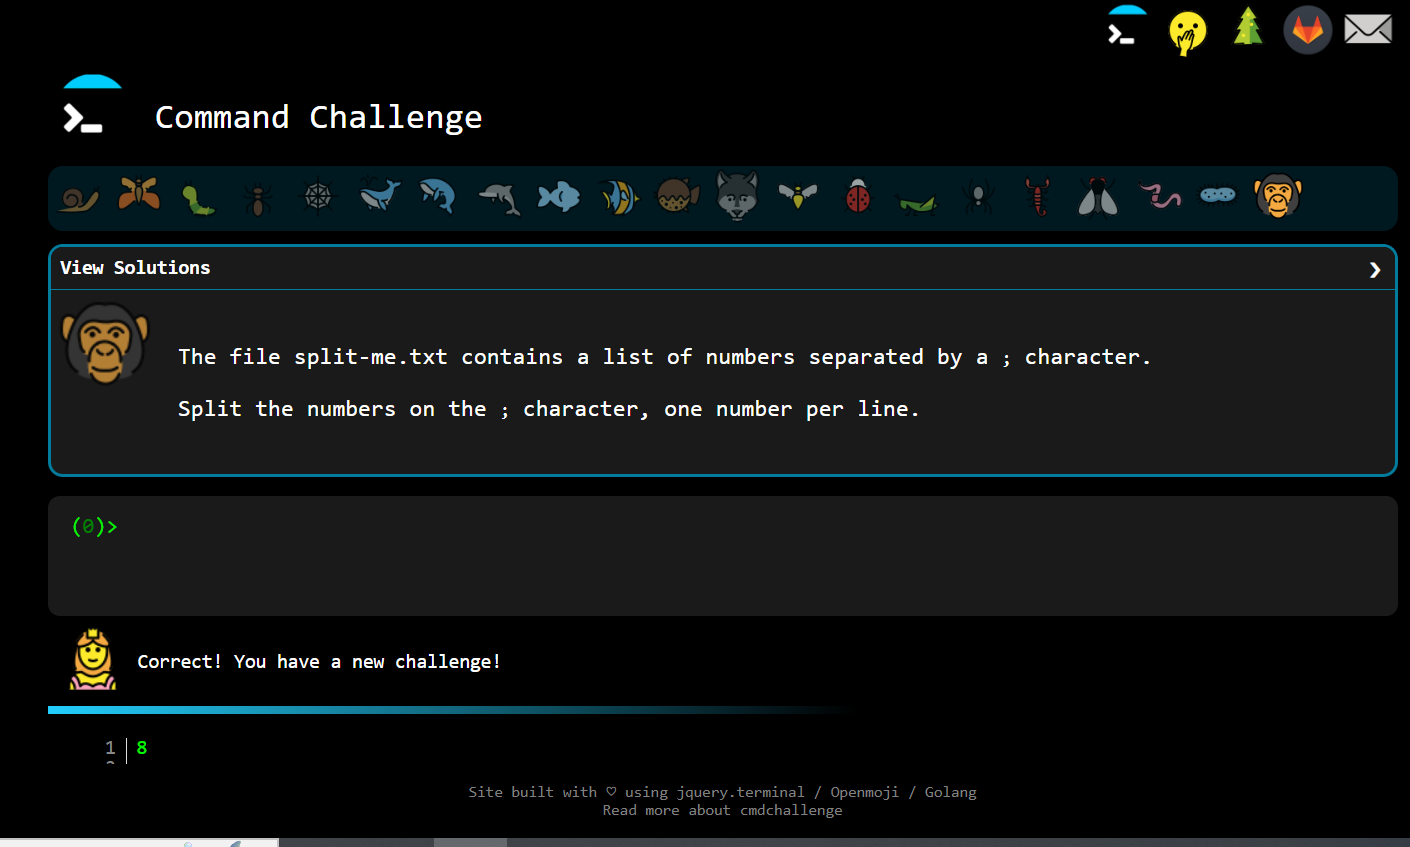 Command Challenge
View Solutions
The file split-me.txt contains a list of numbers separated by a ; character.
Split the numbers on the ; character, one number per line.
(0)>
Correct! You have a new challenge!
1 8
Site built with ♡ using jquery.terminal / Openmoji / Golang
Read more about cmdchallenge